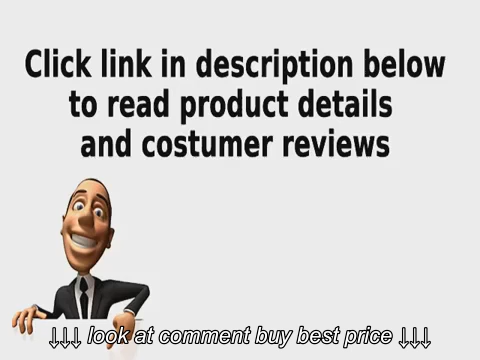 Click link in description below
to read product details
and costumer reviews
↓↓↓ look at comment buy best price ↓↓↓